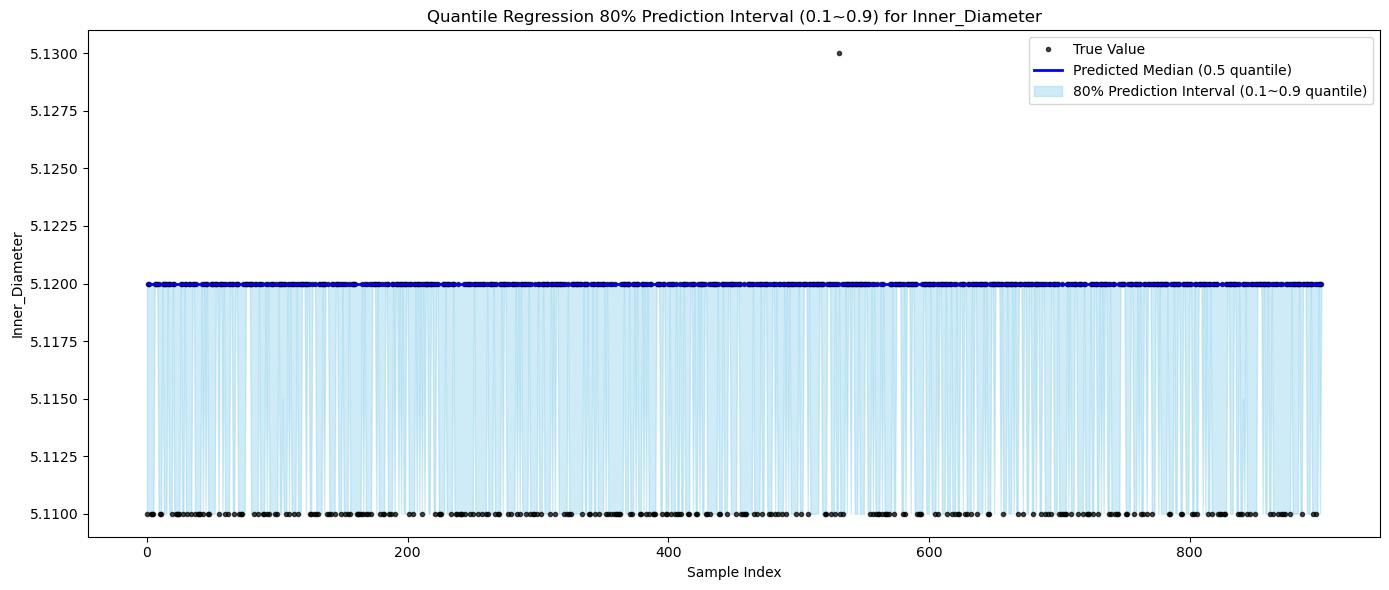 Quantile Regression 80% Prediction Interval (0.1~0.9) for Inner_Diameter
True Value
Predicted Median (0.5 quantile)
80% Prediction Interval (0.1~0.9 quantile)
Inner_Diameter
5.1300
5.1275
5.1250
5.1225
5.1200
5.1175
5.1150
5.1125
5.1100
0 200 400 600 800
Sample Index